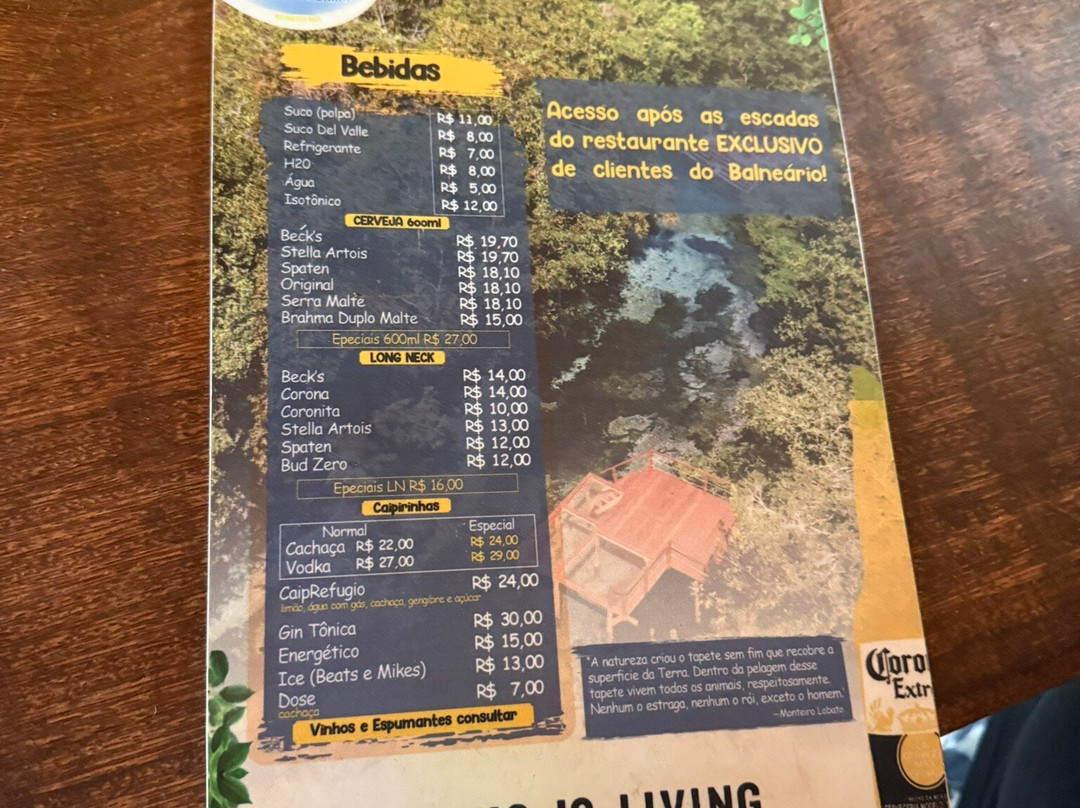 Bebidas
Suco (polpa) R$ 11,00
Suco Del Valle R$ 8,00
Refrigerante R$ 7,00
H2O R$ 8,00
Água R$ 5,00
Isotônico R$ 12,00
CERVEJA 600ml
Beck's R$ 19,70
Stella Artois R$ 19,70
Spaten R$ 18,10
Original R$ 18,10
Serra Malte R$ 18,10
Brahma Duplo Malte R$ 15,00
Epeciais 600ml R$ 27,00
LONG NECK
Beck's R$ 14,00
Corona R$ 14,00
Coronita R$ 10,00
Stella Artois R$ 13,00
Spaten R$ 12,00
Bud Zero R$ 12,00
Epeciais LN R$ 16,00
Caipirinhas
Normal Especial
Cachaça R$ 22,00 R$ 24,00
Vodka R$ 27,00 R$ 29,00
CaipRefugio R$ 24,00
limão, água com gás, cachaça, gengibre e açúcar
Gin Tônica R$ 30,00
Energético R$ 15,00
Ice (Beats e Mikes) R$ 13,00
Dose R$ 7,00
cachaça
Vinhos e Espumantes consultar
Acesso após as escadas
do restaurante EXCLUSIVO
de clientes do Balneário!
"A natureza criou o tapete sem fim que recobre a
superfície da Terra. Dentro da pelagem desse
tapete vivem todos os animais, respeitosamente.
Nenhum o estraga, nenhum o rói, exceto o homem."
—Monteiro Lobato
Coro
Extr
IS LIVING